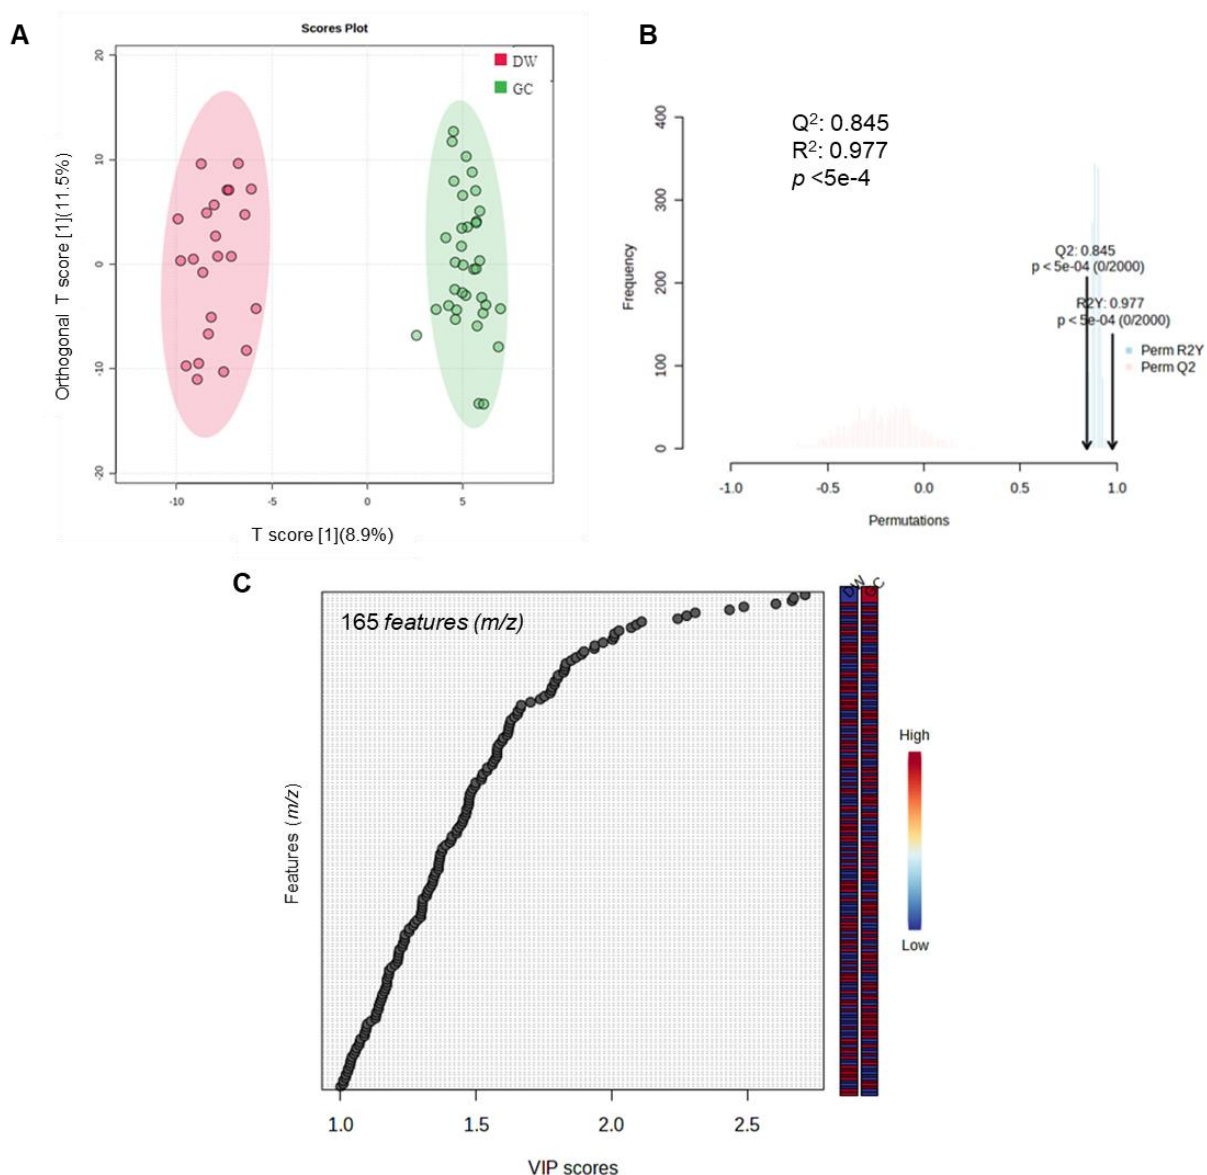 A
Scores Plot
DW
GC
Orthogonal T score [1](11.5%)
20
10
0
-10
-20
-10
-5
0
5
T score [1](8.9%)
B
Q2: 0.845
R2: 0.977
p <5e-4
Frequency
400
300
200
100
0
Q2: 0.845
p < 5e-04 (0/2000)
R2Y: 0.977
p < 5e-04 (0/2000)
Perm R2Y
Perm Q2
-1.0
-0.5
0.0
0.5
1.0
Permutations
C
165 features (m/z)
DW
GC
Features (m/z)
High
Low
1.0
1.5
2.0
2.5
VIP scores